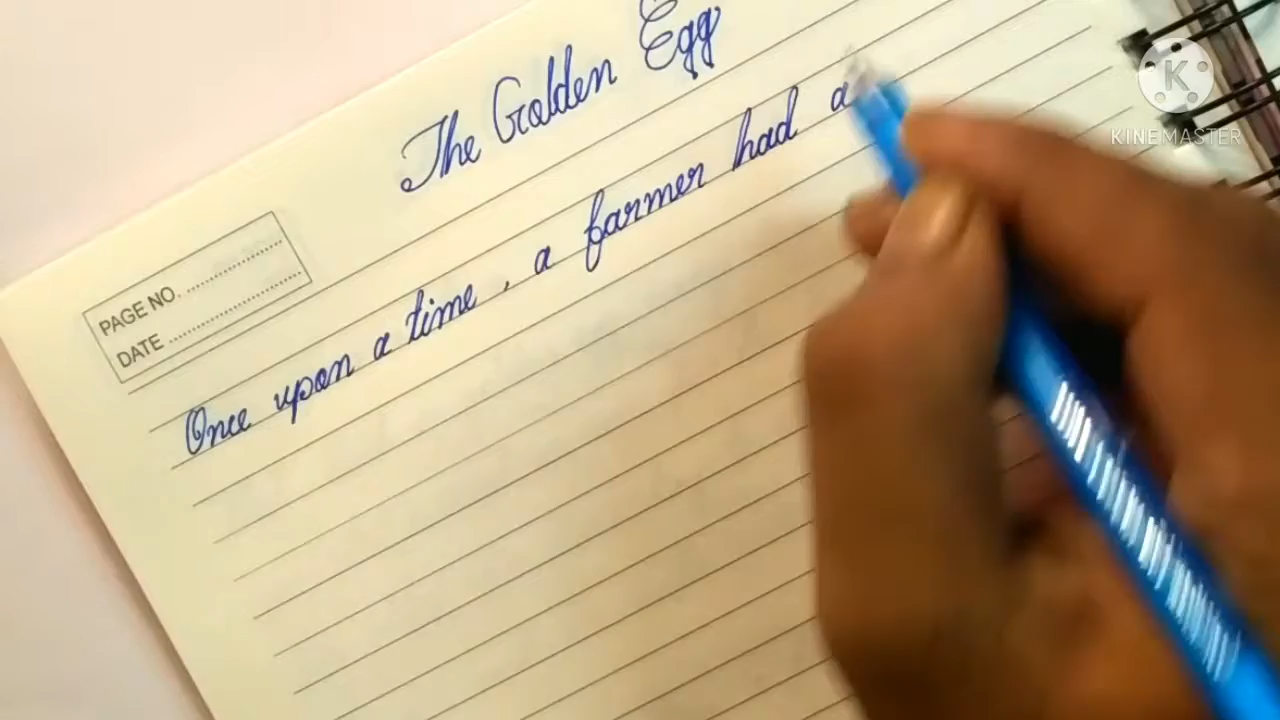 The Golden Egg
PAGE NO. ....................
DATE ............................
Once upon a time, a farmer had a
KINEMASTER